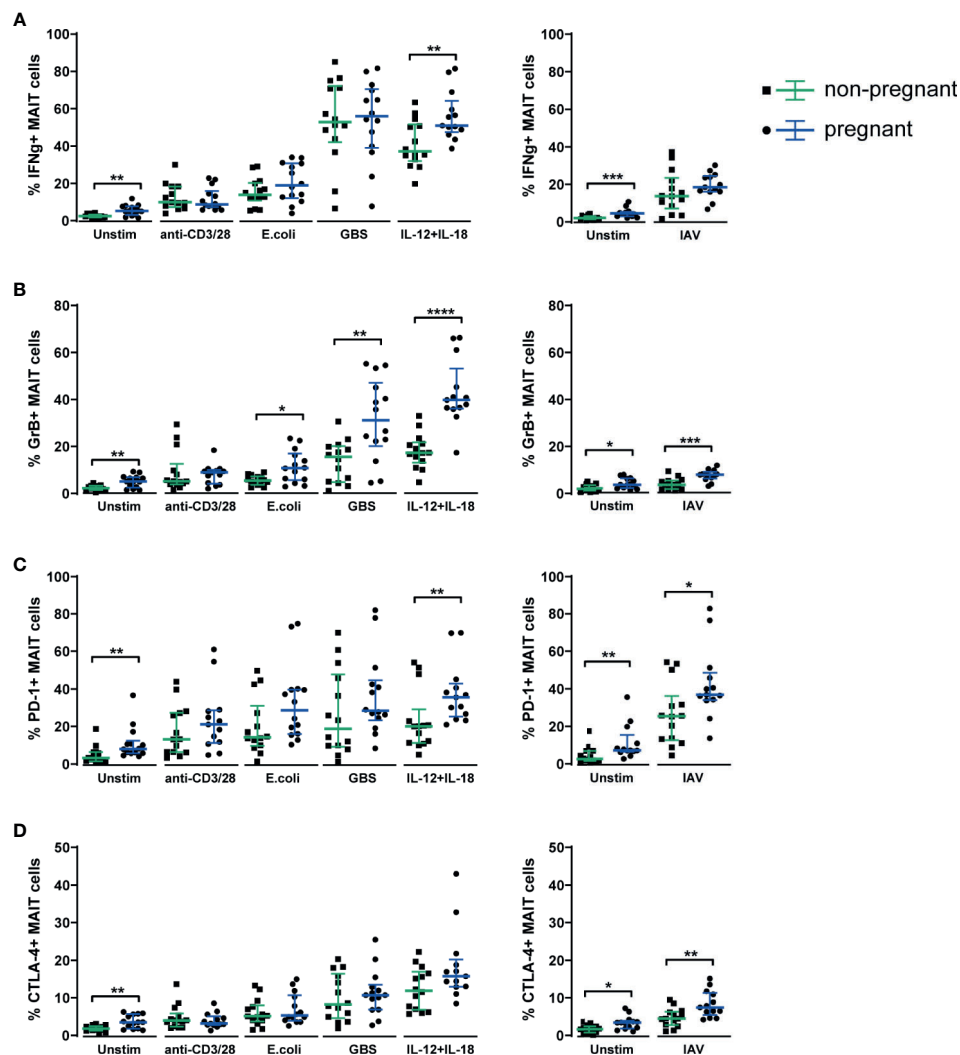 A
% IFNg+ MAIT cells
100
80
60
40
20
0
**
**
Unstim anti-CD3/28 E.coli GBS IL-12+IL-18
% IFNg+ MAIT cells
100
80
60
40
20
0
***
Unstim IAV
non-pregnant
pregnant
B
% GrB+ MAIT cells
80
60
40
20
0
**
*
**
****
Unstim anti-CD3/28 E.coli GBS IL-12+IL-18
% GrB+ MAIT cells
80
60
40
20
0
*
***
Unstim IAV
C
% PD-1+ MAIT cells
100
80
60
40
20
0
**
**
Unstim anti-CD3/28 E.coli GBS IL-12+IL-18
% PD-1+ MAIT cells
100
80
60
40
20
0
**
*
Unstim IAV
D
% CTLA-4+ MAIT cells
50
40
30
20
10
0
**
Unstim anti-CD3/28 E.coli GBS IL-12+IL-18
% CTLA-4+ MAIT cells
50
40
30
20
10
0
*
**
Unstim IAV